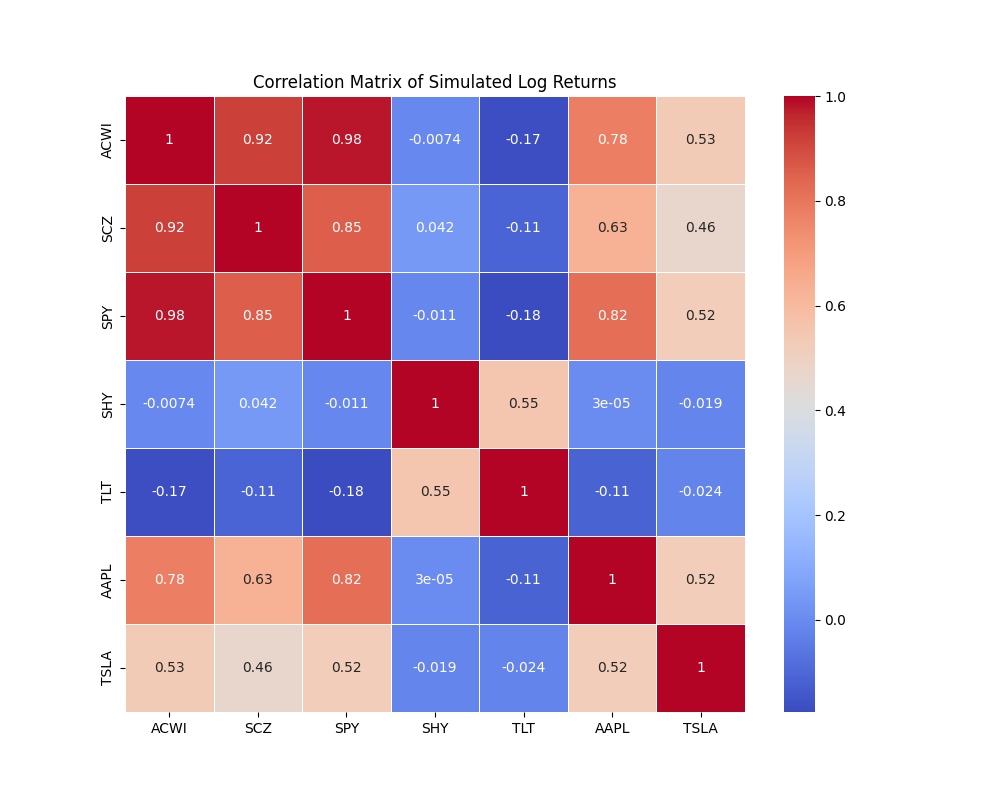 Correlation Matrix of Simulated Log Returns
ACWI 1 0.92 0.98 -0.0074 -0.17 0.78 0.53
SCZ 0.92 1 0.85 0.042 -0.11 0.63 0.46
SPY 0.98 0.85 1 -0.011 -0.18 0.82 0.52
SHY -0.0074 0.042 -0.011 1 0.55 3e-05 -0.019
TLT -0.17 -0.11 -0.18 0.55 1 -0.11 -0.024
AAPL 0.78 0.63 0.82 3e-05 -0.11 1 0.52
TSLA 0.53 0.46 0.52 -0.019 -0.024 0.52 1
ACWI SCZ SPY SHY TLT AAPL TSLA
1.0
0.8
0.6
0.4
0.2
0.0